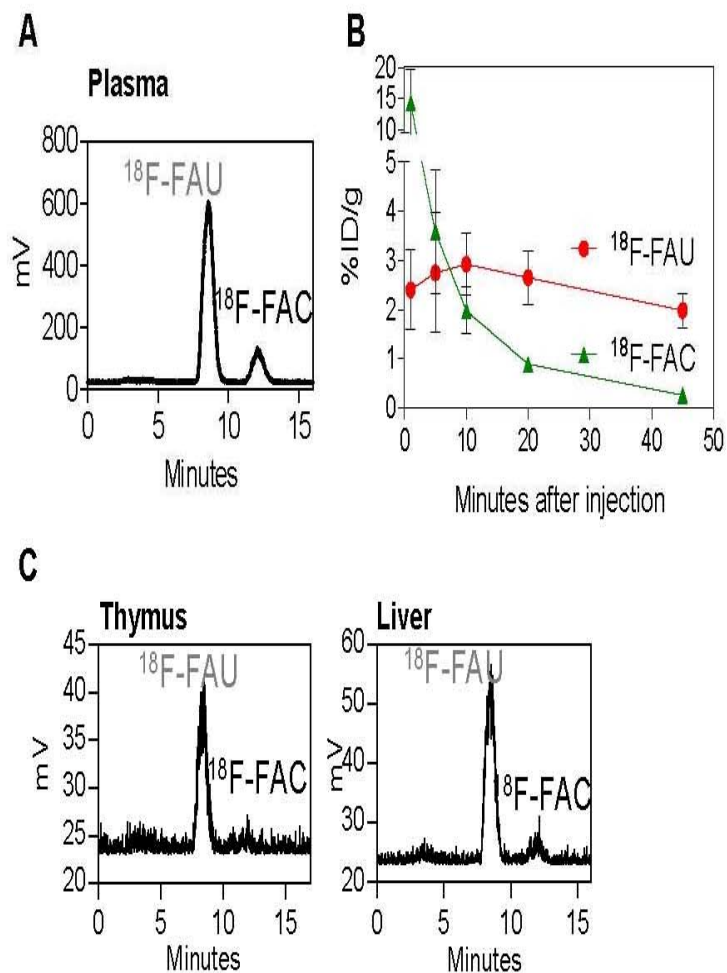 A
Plasma
800
600
400
200
0
mV
¹⁸F-FAU
¹⁸F-FAC
0 5 10 15
Minutes
B
20
15
10
5
4
3
2
1
0
%ID/g
¹⁸F-FAU
¹⁸F-FAC
0 10 20 30 40 50
Minutes after injection
C
Thymus
45
40
35
30
25
20
mV
¹⁸F-FAU
¹⁸F-FAC
0 5 10 15
Minutes
Liver
60
50
40
30
20
mV
¹⁸F-FAU
¹⁸F-FAC
0 5 10 15
Minutes